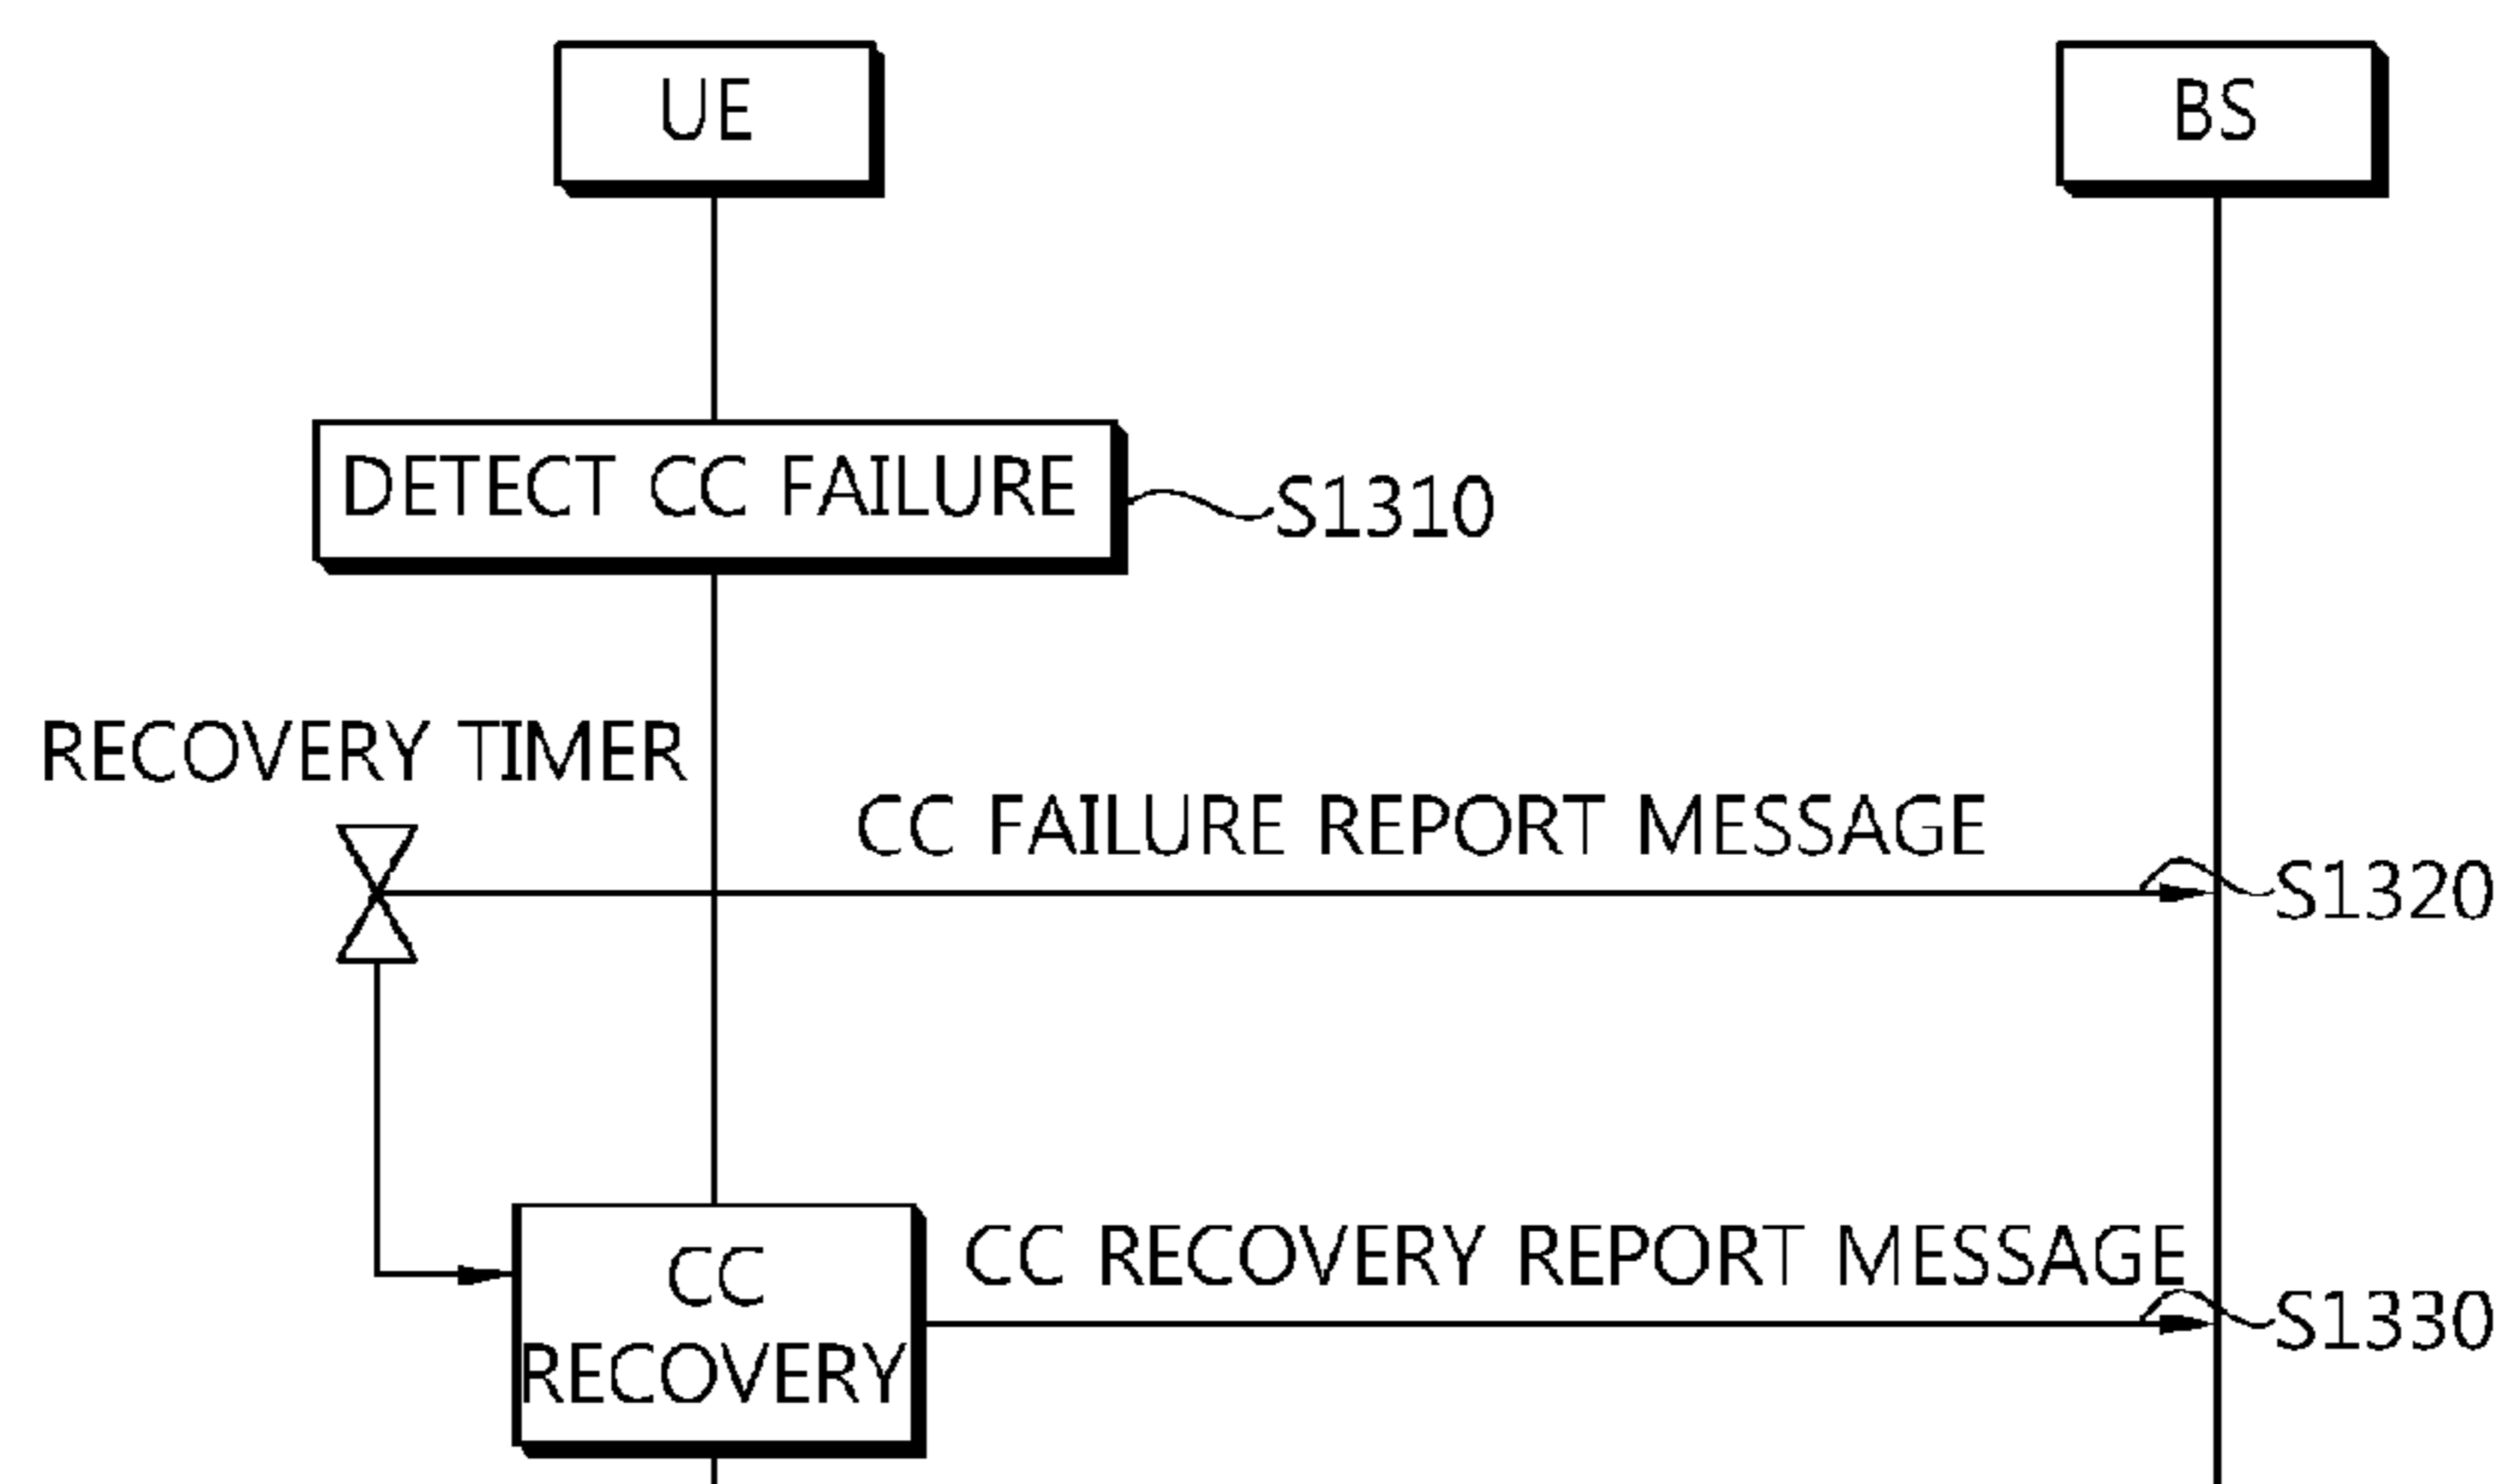 UE
BS
DETECT CC FAILURE
S1310
RECOVERY TIMER
CC FAILURE REPORT MESSAGE
S1320
CC RECOVERY REPORT MESSAGE
S1330
CC
RECOVERY